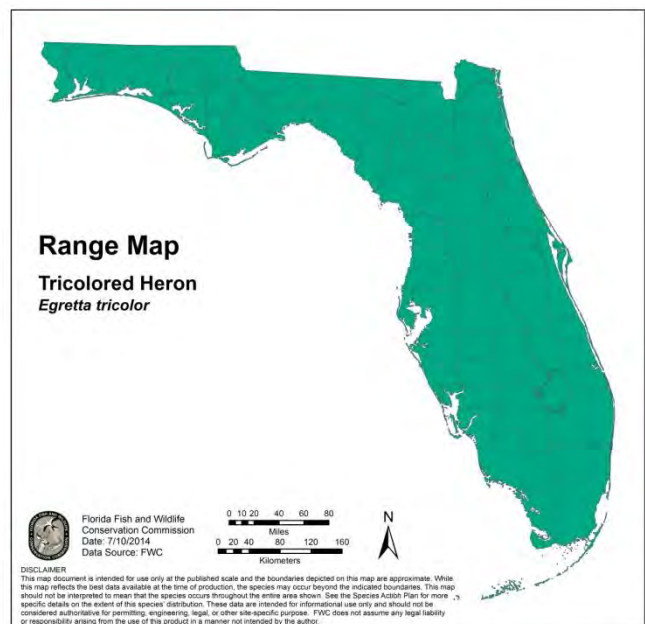 Range Map
Tricolored Heron
Egretta tricolor
Florida Fish and Wildlife
Conservation Commission
Date: 7/10/2014
Data Source: FWC
0 10 20 40 60 80
Miles
0 20 40 80 120 160
Kilometers
N
DISCLAIMER
This map document is intended for use only at the published scale and the boundaries depicted on this map are approximate. While
this map reflects the best data available at the time of production, the species may occur beyond the indicated boundaries. This map
should not be interpreted to mean that the species occurs throughout the entire area shown. See the Species Action Plan for more
specific details on the extent of this species' distribution. These data are intended for informational use only and should not be
considered authoritative for permitting, engineering, legal, or other site-specific purpose. FWC does not assume any legal liability
or responsibility arising from the use of this product in a manner not intended by the author.